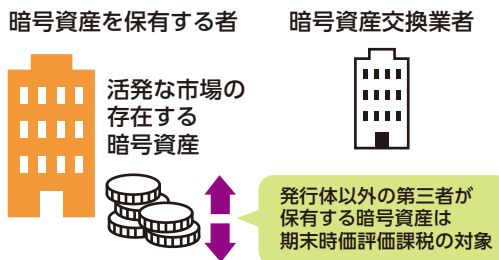 暗号資産を保有する者
暗号資産交換業者
活発な市場の
存在する
暗号資産
発行体以外の第三者が
保有する暗号資産は
期末時価評価課税の対象